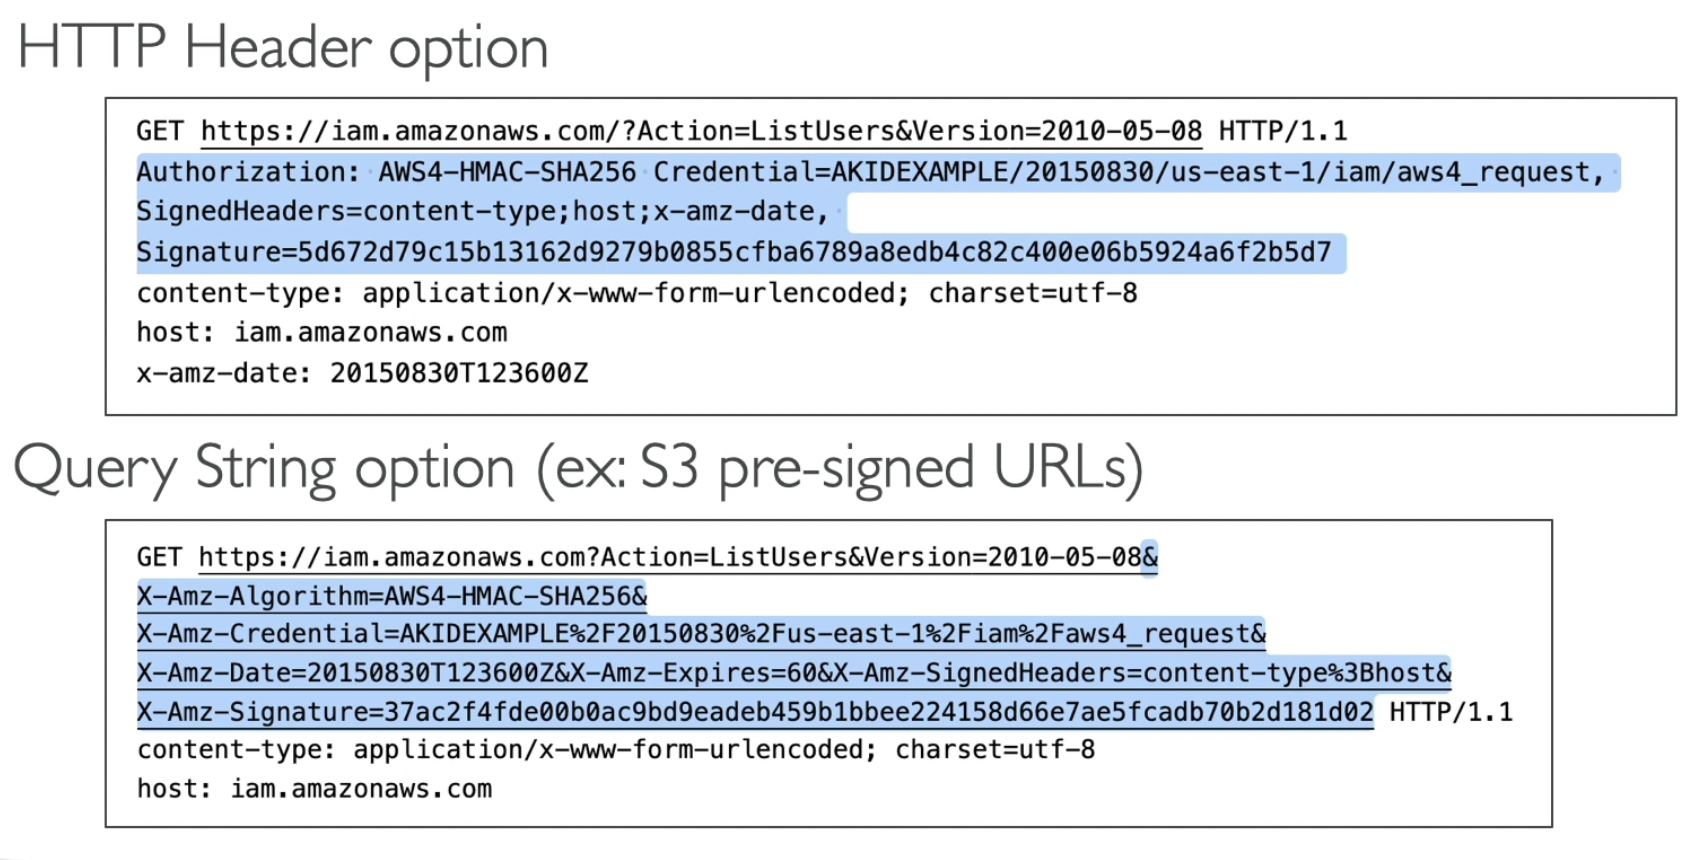 HTTP Header option
GET https://iam.amazonaws.com/?Action=ListUsers&Version=2010-05-08 HTTP/1.1
Authorization: AWS4-HMAC-SHA256 Credential=AKIDEXAMPLE/20150830/us-east-1/iam/aws4_request,
SignedHeaders=content-type;host;x-amz-date,
Signature=5d672d79c15b13162d9279b0855cfba6789a8edb4c82c400e06b5924a6f2b5d7
content-type: application/x-www-form-urlencoded; charset=utf-8
host: iam.amazonaws.com
x-amz-date: 20150830T123600Z
Query String option (ex: S3 pre-signed URLs)
GET https://iam.amazonaws.com?Action=ListUsers&Version=2010-05-08&
X-Amz-Algorithm=AWS4-HMAC-SHA256&
X-Amz-Credential=AKIDEXAMPLE%2F20150830%2Fus-east-1%2Fiam%2Faws4_request&
X-Amz-Date=20150830T123600Z&X-Amz-Expires=60&X-Amz-SignedHeaders=content-type%3Bhost&
X-Amz-Signature=37ac2f4fde00b0ac9bd9eadeb459b1bbee224158d66e7ae5fcadb70b2d181d02 HTTP/1.1
content-type: application/x-www-form-urlencoded; charset=utf-8
host: iam.amazonaws.com